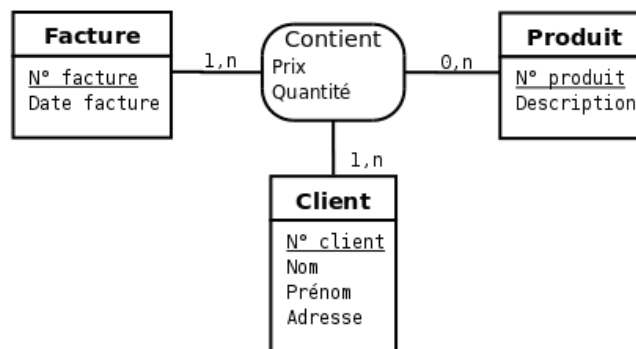 Facture
N° facture
Date facture
1,n
Contient
Prix
Quantité
0,n
Produit
N° produit
Description
1,n
Client
N° client
Nom
Prénom
Adresse